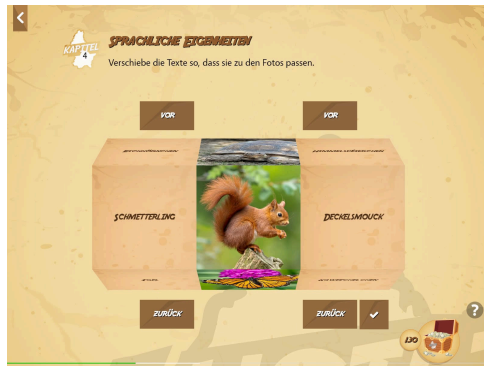 SPRACHLICHE EIGENHEITEN
KAPITEL
4
Verschiebe die Texte so, dass sie zu den Fotos passen.
VOR
VOR
SCHMETTERLING
DECKELSMOUCK
ZURÜCK
ZURÜCK
?
130